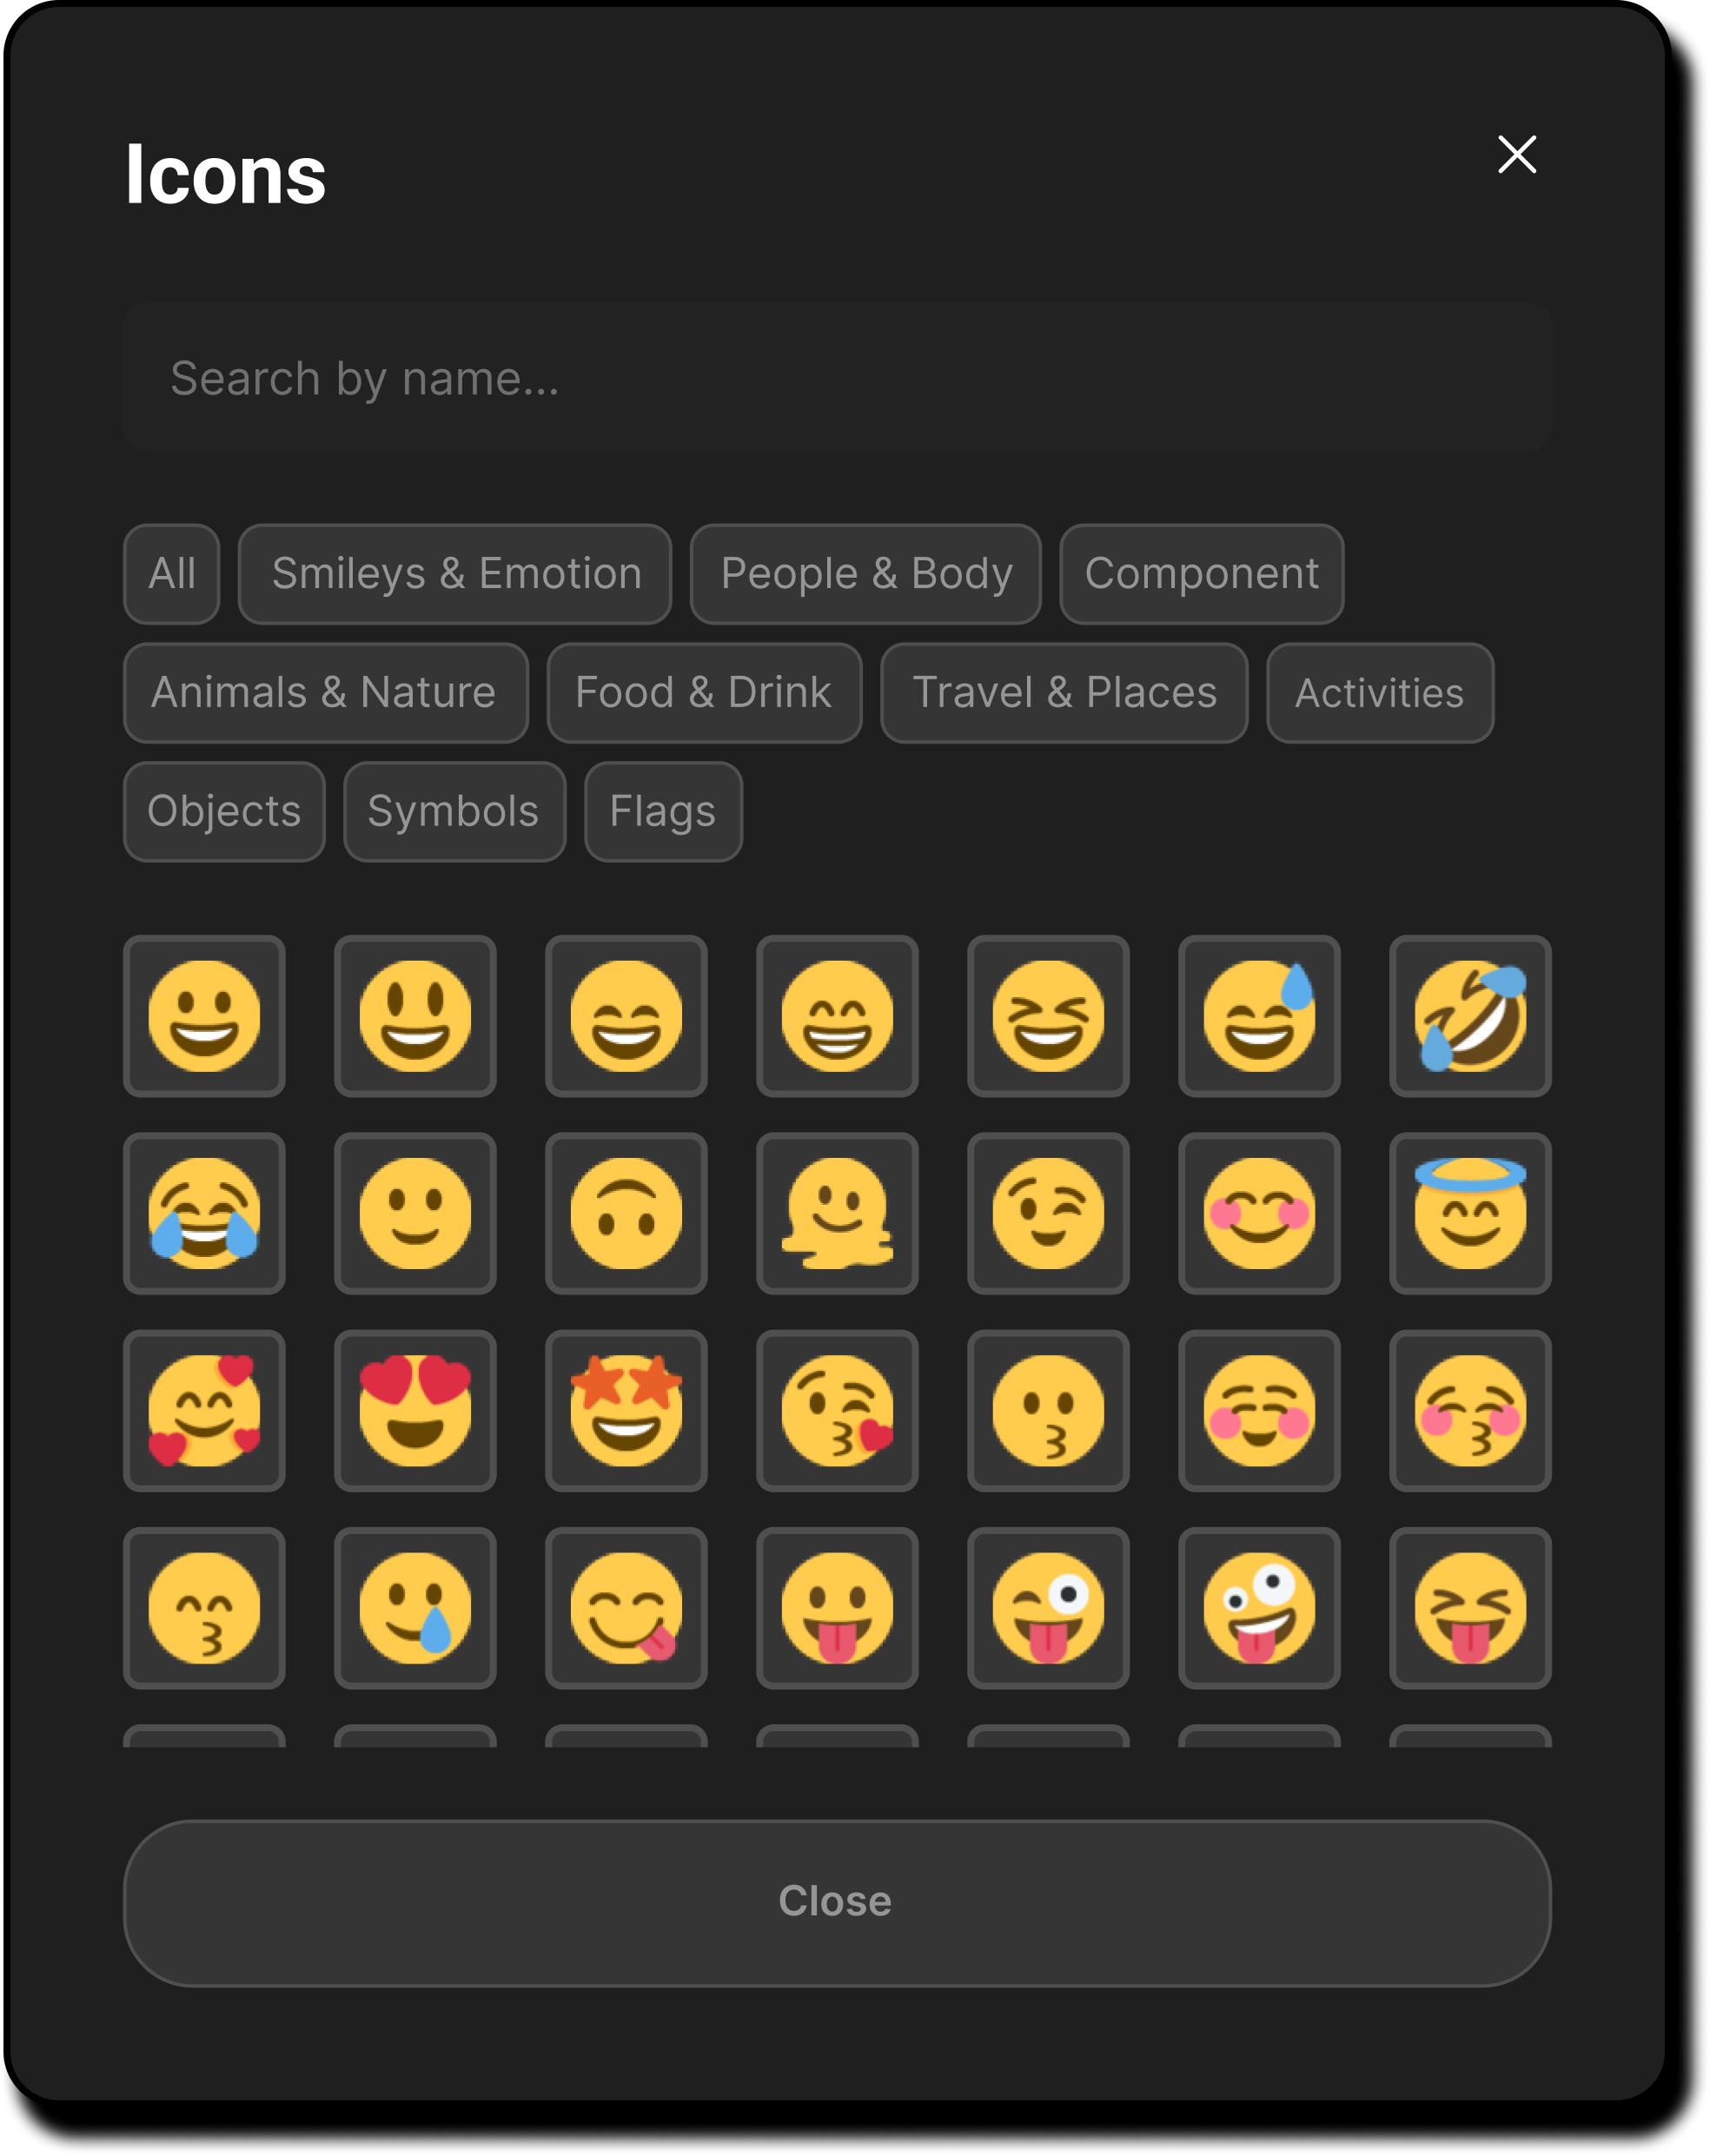 Icons
Search by name...
All Smileys & Emotion People & Body Component
Animals & Nature Food & Drink Travel & Places Activities
Objects Symbols Flags
Close